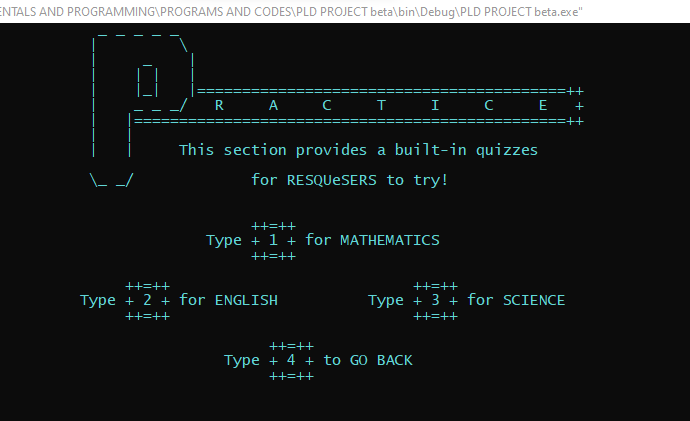 ENTALS AND PROGRAMMING\PROGRAMS AND CODES\PLD PROJECT beta\bin\Debug\PLD PROJECT beta.exe"
P R A C T I C E
This section provides a built-in quizzes
for RESQUeSERS to try!
Type + 1 + for MATHEMATICS
Type + 2 + for ENGLISH Type + 3 + for SCIENCE
Type + 4 + to GO BACK